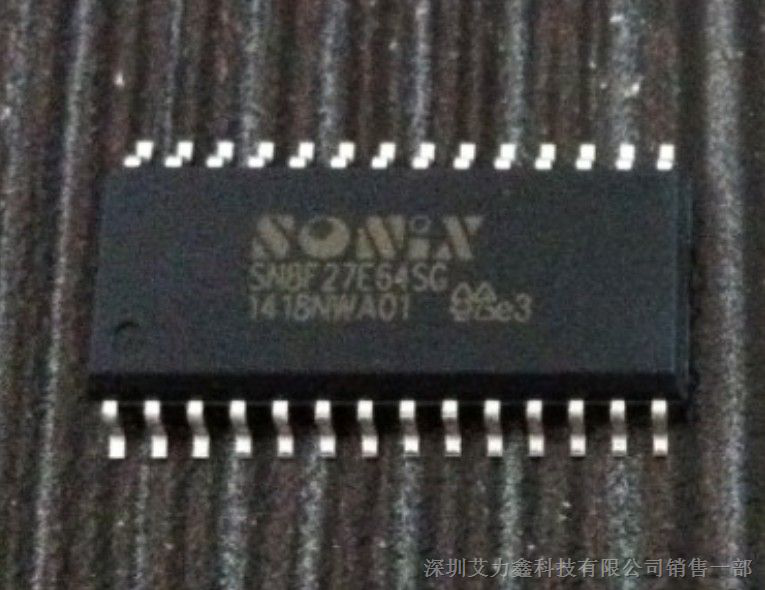 SONiX
SN8F27E64SG
1418NWA01 e3
深圳艾力鑫科技有限公司销售一部